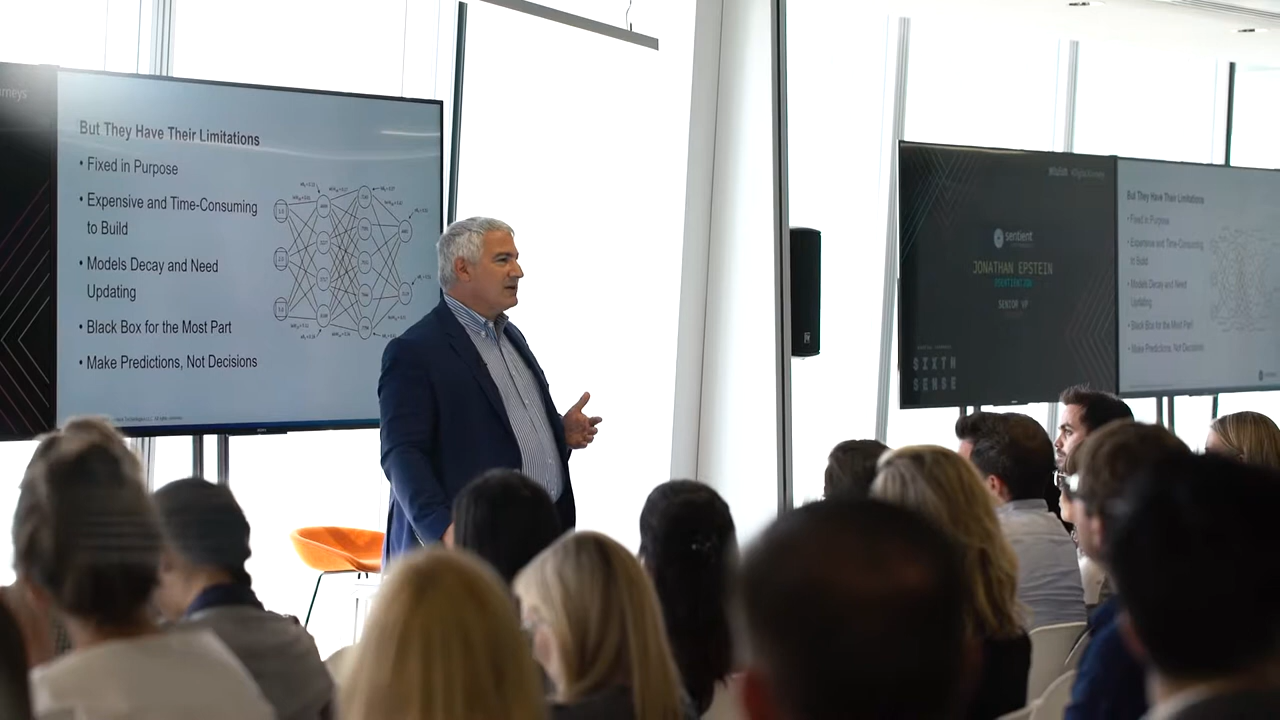 But They Have Their Limitations
• Fixed in Purpose
• Expensive and Time-Consuming
to Build
• Models Decay and Need
Updating
• Black Box for the Most Part
• Make Predictions, Not Decisions
SONY
sentient
JONATHAN EPSTEIN
SENIOR VP
SIXTH
SENSE
But They Have Their Limitations
• Fixed in Purpose
• Expensive and Time-Consuming
to Build
• Models Decay and Need
Updating
• Black Box for the Most Part
• Make Predictions, Not Decisions